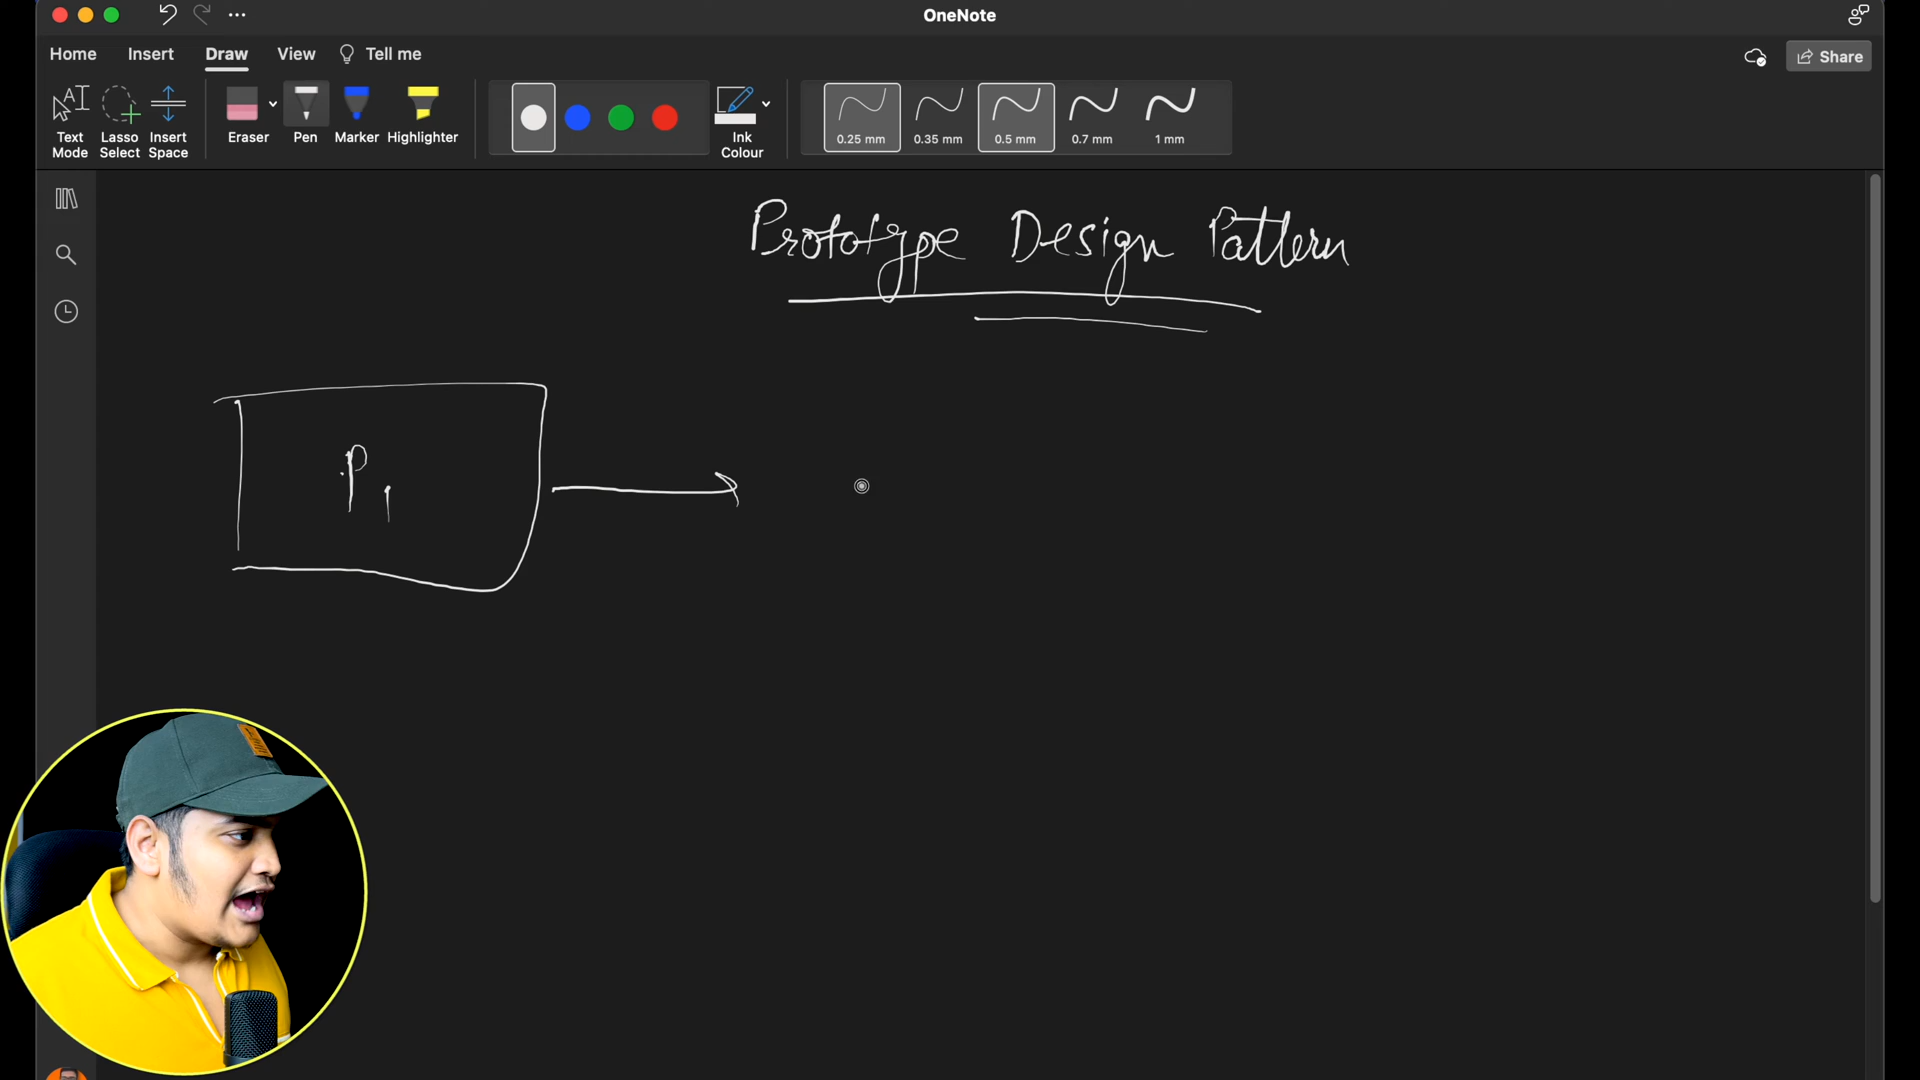 OneNote
Home Insert Draw View Tell me
Share
Text Mode
Lasso Select
Insert Space
Eraser
Pen
Marker
Highlighter
Ink Colour
0.25 mm
0.35 mm
0.5 mm
0.7 mm
1 mm
Prototype Design Pattern
P1